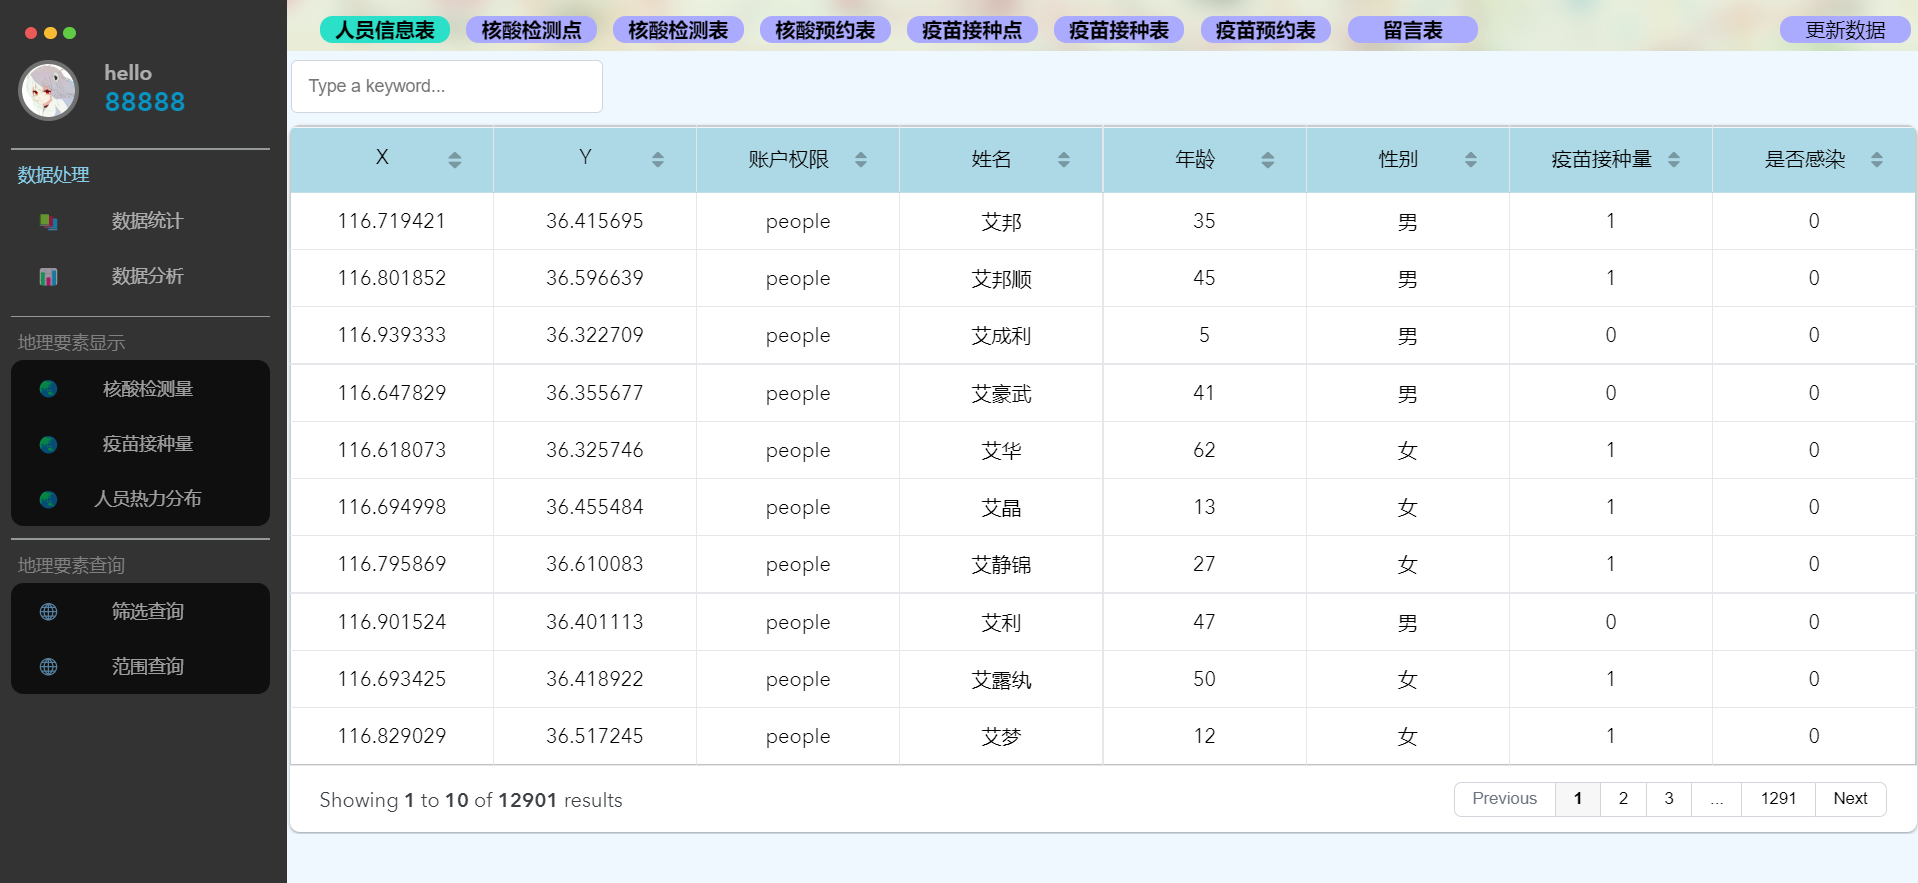 hello
88888
数据处理
数据统计
数据分析
地理要素显示
核酸检测量
疫苗接种量
人员热力分布
地理要素查询
筛选查询
范围查询
人员信息表 核酸检测点 核酸检测表 核酸预约表 疫苗接种点 疫苗接种表 疫苗预约表 留言表 更新数据
Type a keyword...
X Y 账户权限 姓名 年龄 性别 疫苗接种量 是否感染
116.719421 36.415695 people 艾邦 35 男 1 0
116.801852 36.596639 people 艾邦顺 45 男 1 0
116.939333 36.322709 people 艾成利 5 男 0 0
116.647829 36.355677 people 艾豪武 41 男 0 0
116.618073 36.325746 people 艾华 62 女 1 0
116.694998 36.455484 people 艾晶 13 女 1 0
116.795869 36.610083 people 艾静锦 27 女 1 0
116.901524 36.401113 people 艾利 47 男 0 0
116.693425 36.418922 people 艾露纨 50 女 1 0
116.829029 36.517245 people 艾梦 12 女 1 0
Showing 1 to 10 of 12901 results
Previous 1 2 3 ... 1291 Next